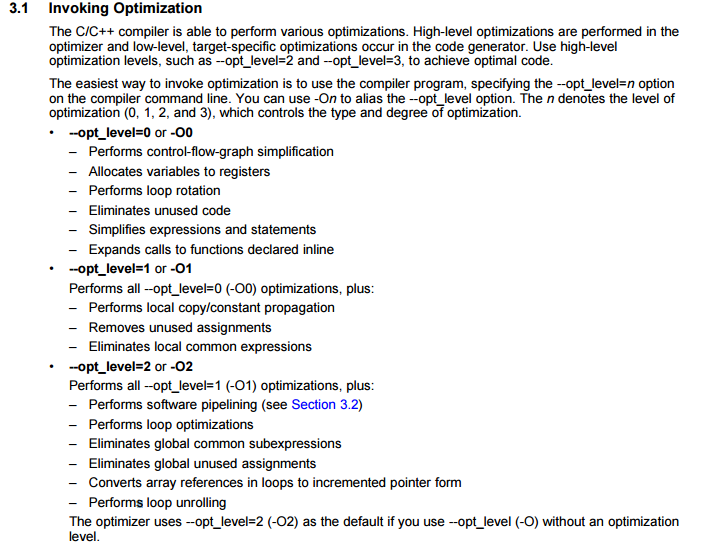 3.1 Invoking Optimization
The C/C++ compiler is able to perform various optimizations. High-level optimizations are performed in the
optimizer and low-level, target-specific optimizations occur in the code generator. Use high-level
optimization levels, such as --opt_level=2 and --opt_level=3, to achieve optimal code.
The easiest way to invoke optimization is to use the compiler program, specifying the --opt_level=n option
on the compiler command line. You can use -On to alias the --opt_level option. The n denotes the level of
optimization (0, 1, 2, and 3), which controls the type and degree of optimization.
• --opt_level=0 or -O0
– Performs control-flow-graph simplification
– Allocates variables to registers
– Performs loop rotation
– Eliminates unused code
– Simplifies expressions and statements
– Expands calls to functions declared inline
• --opt_level=1 or -O1
Performs all --opt_level=0 (-O0) optimizations, plus:
– Performs local copy/constant propagation
– Removes unused assignments
– Eliminates local common expressions
• --opt_level=2 or -O2
Performs all --opt_level=1 (-O1) optimizations, plus:
– Performs software pipelining (see Section 3.2)
– Performs loop optimizations
– Eliminates global common subexpressions
– Eliminates global unused assignments
– Converts array references in loops to incremented pointer form
– Performs loop unrolling
The optimizer uses --opt_level=2 (-O2) as the default if you use --opt_level (-O) without an optimization
level.